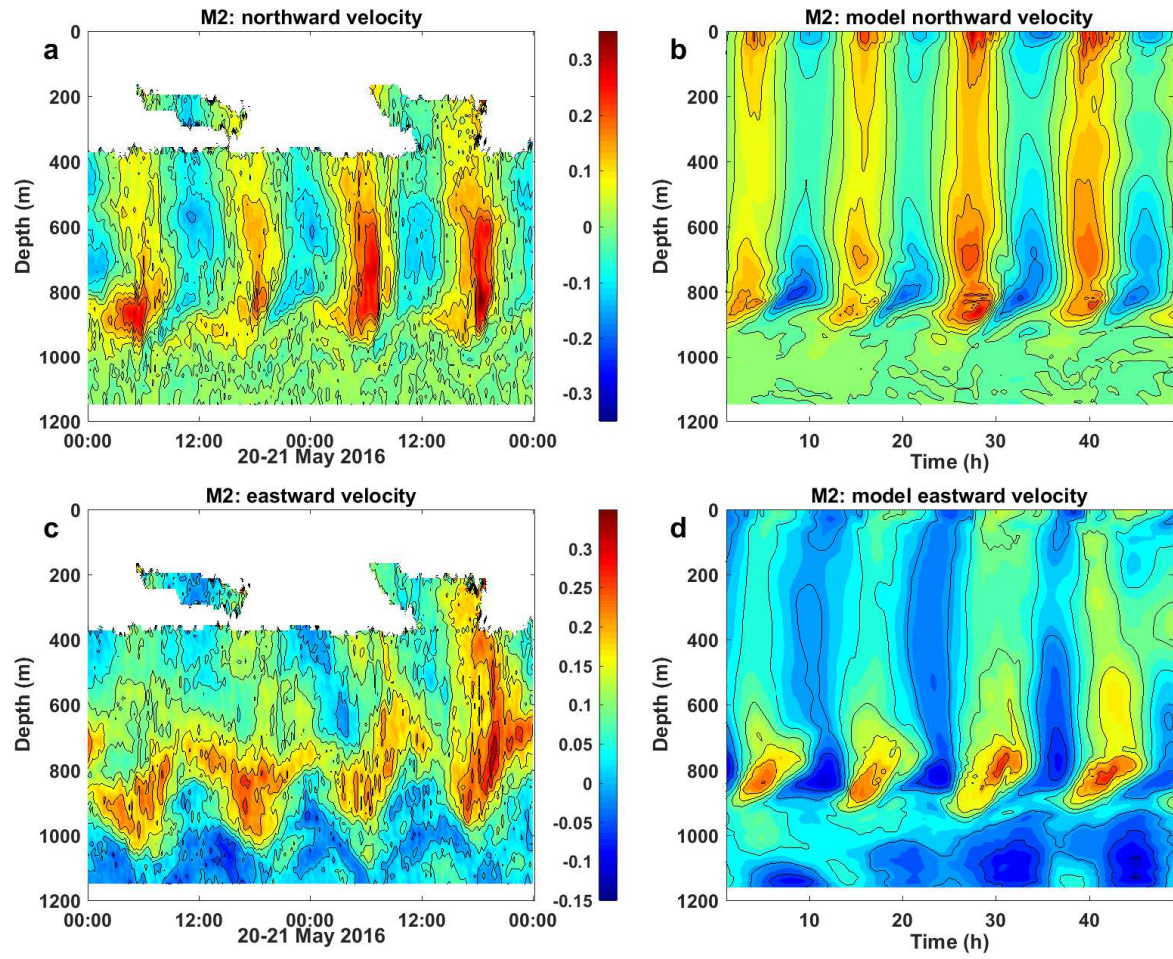 M2: northward velocity
a
0
200
400
600
800
1000
1200
Depth (m)
00:00 12:00 00:00 12:00 00:00
20-21 May 2016
0.3
0.2
0.1
0
-0.1
-0.2
-0.3
M2: model northward velocity
b
0
200
400
600
800
1000
1200
Depth (m)
10 20 30 40
Time (h)
M2: eastward velocity
c
0
200
400
600
800
1000
1200
Depth (m)
00:00 12:00 00:00 12:00 00:00
20-21 May 2016
0.3
0.25
0.2
0.15
0.1
0.05
0
-0.05
-0.1
-0.15
M2: model eastward velocity
d
0
200
400
600
800
1000
1200
Depth (m)
10 20 30 40
Time (h)